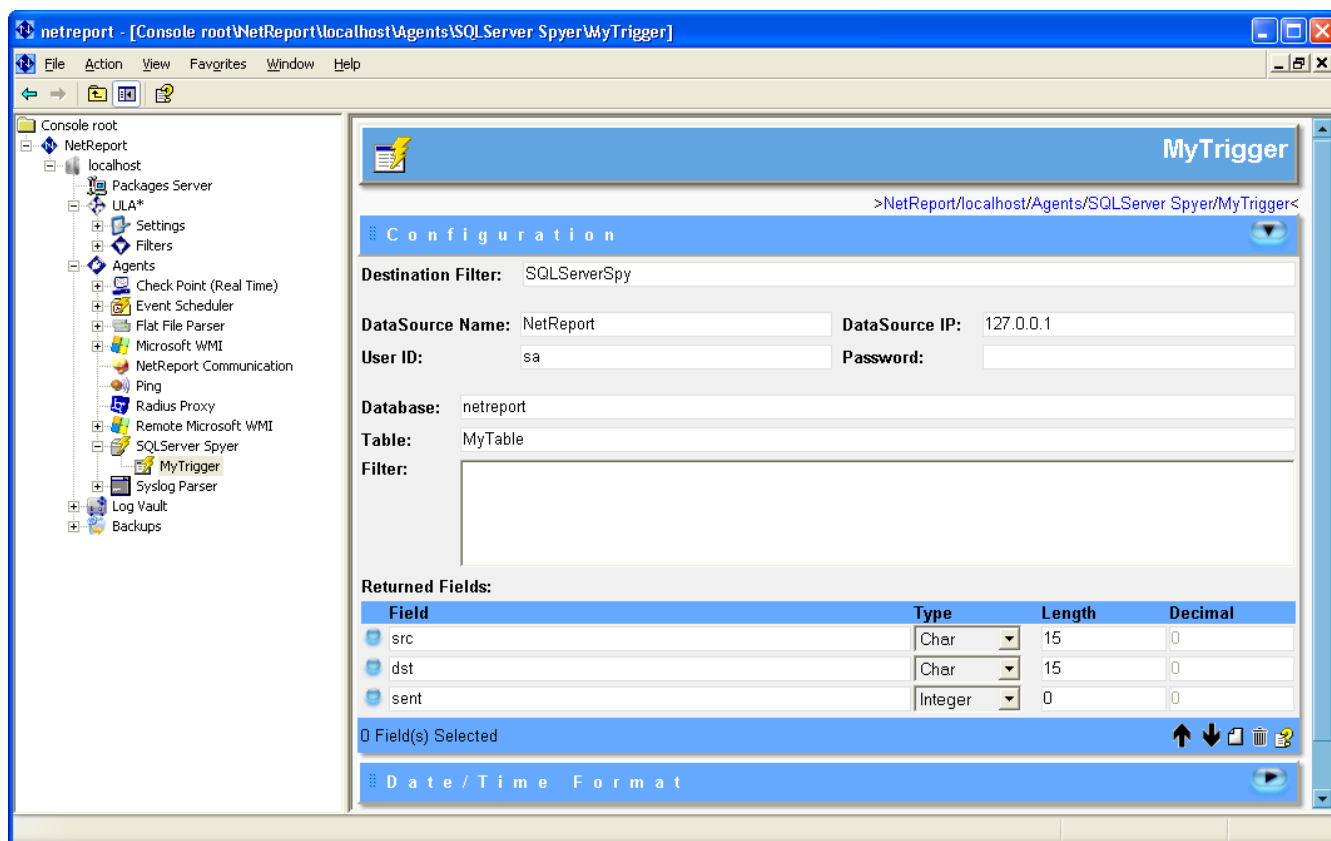 netreport - [Console root\NetReport\localhost\Agents\SQLServer Spyer\MyTrigger]
File Action View Favorites Window Help
Console root
NetReport
localhost
Packages Server
ULA*
Settings
Filters
Agents
Check Point (Real Time)
Event Scheduler
Flat File Parser
Microsoft WMI
NetReport Communication
Ping
Radius Proxy
Remote Microsoft WMI
SQLServer Spyer
MyTrigger
Syslog Parser
Log Vault
Backups
MyTrigger
>NetReport/localhost/Agents/SQLServer Spyer/MyTrigger<
Configuration
Destination Filter: SQLServerSpy
DataSource Name: NetReport DataSource IP: 127.0.0.1
User ID: sa Password:
Database: netreport
Table: MyTable
Filter:
Returned Fields:
Field Type Length Decimal
src Char 15 0
dst Char 15 0
sent Integer 0 0
0 Field(s) Selected
Date/Time Format